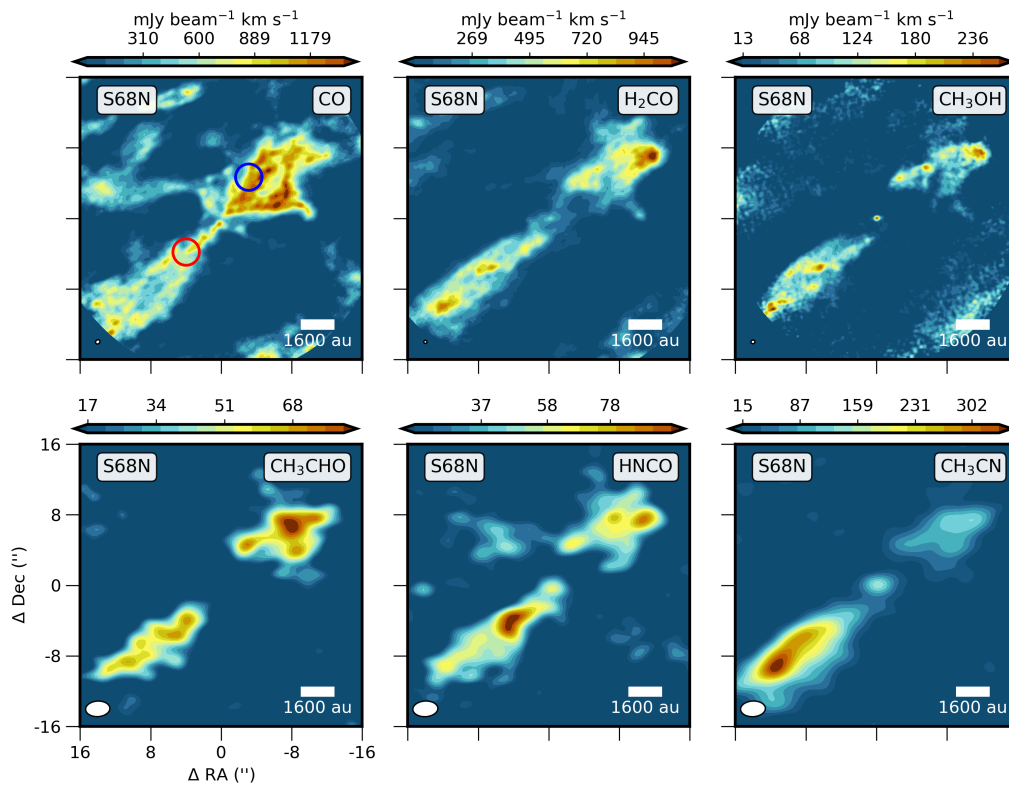 mJy beam⁻¹ km s⁻¹ mJy beam⁻¹ km s⁻¹ mJy beam⁻¹ km s⁻¹
310 600 889 1179 269 495 720 945 13 68 124 180 236
S68N CO S68N H₂CO S68N CH₃OH
1600 au 1600 au 1600 au
17 34 51 68 37 58 78 15 87 159 231 302
16
S68N CH₃CHO S68N HNCO S68N CH₃CN
8
0
Δ Dec ('')
-8
1600 au 1600 au 1600 au
-16
16 8 0 -8 -16
Δ RA ('')